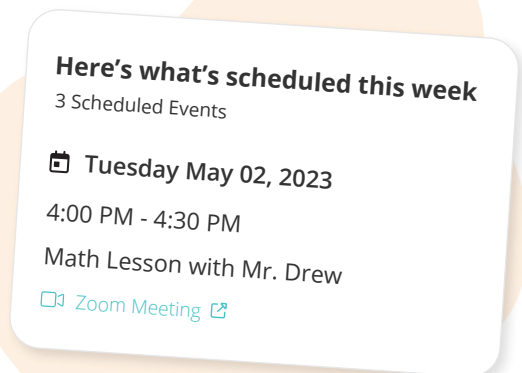 Here’s what’s scheduled this week
3 Scheduled Events
Tuesday May 02, 2023
4:00 PM - 4:30 PM
Math Lesson with Mr. Drew
Zoom Meeting